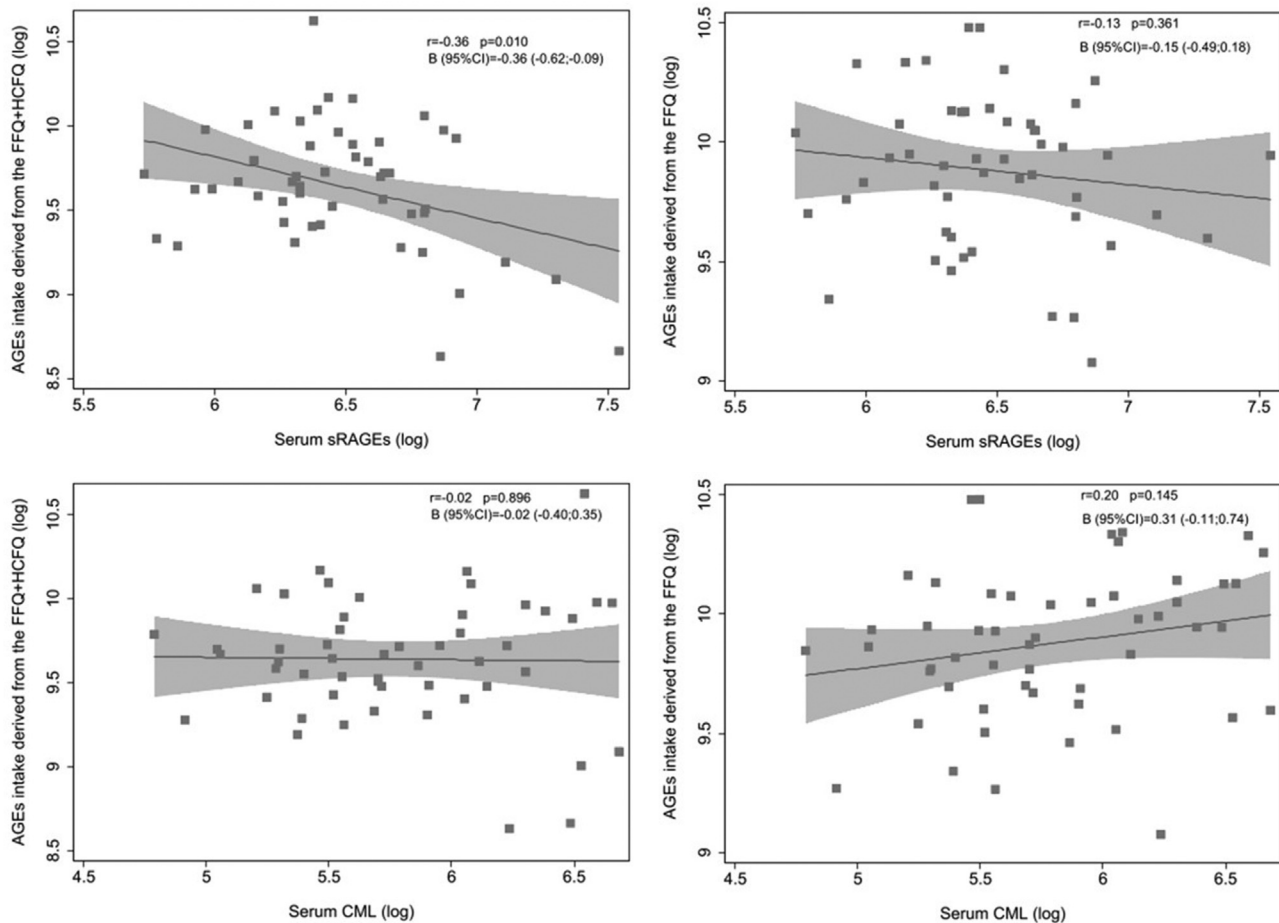 r=-0.36 p=0.010
B (95%CI)=-0.36 (-0.62;-0.09)
AGEs intake derived from the FFQ+HCFQ (log)
10.5
10
9.5
9
8.5
5.5 6 6.5 7 7.5
Serum sRAGEs (log)
r=-0.13 p=0.361
B (95%CI)=-0.15 (-0.49;0.18)
AGEs intake derived from the FFQ (log)
10.5
10
9.5
9
5.5 6 6.5 7 7.5
Serum sRAGEs (log)
r=-0.02 p=0.896
B (95%CI)=-0.02 (-0.40;0.35)
AGEs intake derived from the FFQ+HCFQ (log)
10.5
10
9.5
9
8.5
4.5 5 5.5 6 6.5
Serum CML (log)
r=0.20 p=0.145
B (95%CI)=0.31 (-0.11;0.74)
AGEs intake derived from the FFQ (log)
10.5
10
9.5
9
4.5 5 5.5 6 6.5
Serum CML (log)